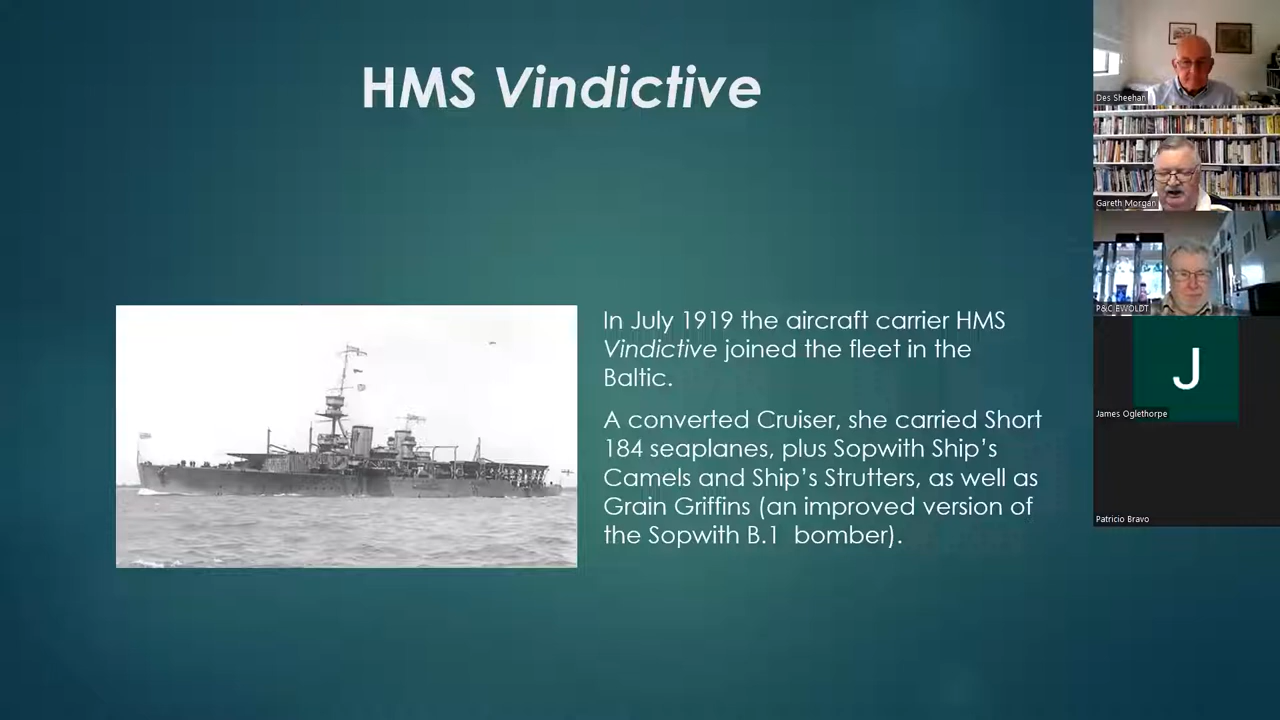 HMS Vindictive
In July 1919 the aircraft carrier HMS
Vindictive joined the fleet in the
Baltic.
A converted Cruiser, she carried Short
184 seaplanes, plus Sopwith Ship’s
Camels and Ship’s Strutters, as well as
Grain Griffins (an improved version of
the Sopwith B.1  bomber).
Des Sheehan
Gareth Morgan
P&C EWOLDT
J
James Oglethorpe
Patricio Bravo